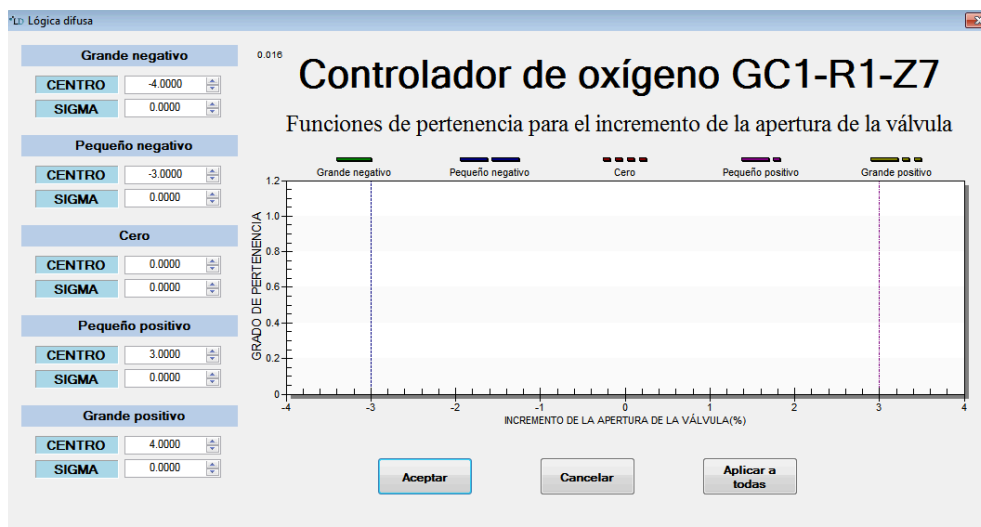 Lógica difusa
Grande negativo
CENTRO -4.0000
SIGMA 0.0000
Pequeño negativo
CENTRO -3.0000
SIGMA 0.0000
Cero
CENTRO 0.0000
SIGMA 0.0000
Pequeño positivo
CENTRO 3.0000
SIGMA 0.0000
Grande positivo
CENTRO 4.0000
SIGMA 0.0000
0.016
Controlador de oxígeno GC1-R1-Z7
Funciones de pertenencia para el incremento de la apertura de la válvula
Grande negativo Pequeño negativo Cero Pequeño positivo Grande positivo
GRADO DE PERTENENCIA
1.2
1.0
0.8
0.6
0.4
0.2
0
-4 -3 -2 -1 0 1 2 3 4
INCREMENTO DE LA APERTURA DE LA VÁLVULA(%)
Aceptar
Cancelar
Aplicar a
todas